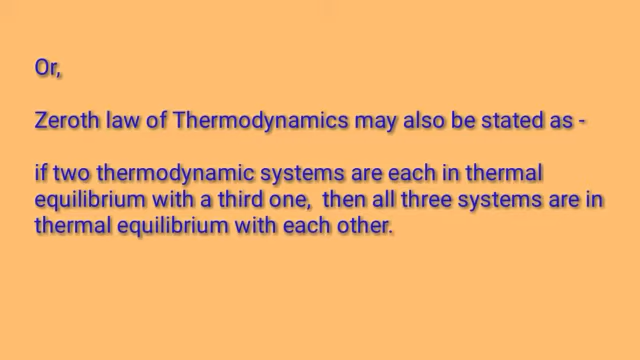 Or,
Zeroth law of Thermodynamics may also be stated as -
if two thermodynamic systems are each in thermal
equilibrium with a third one,  then all three systems are in
thermal equilibrium with each other.